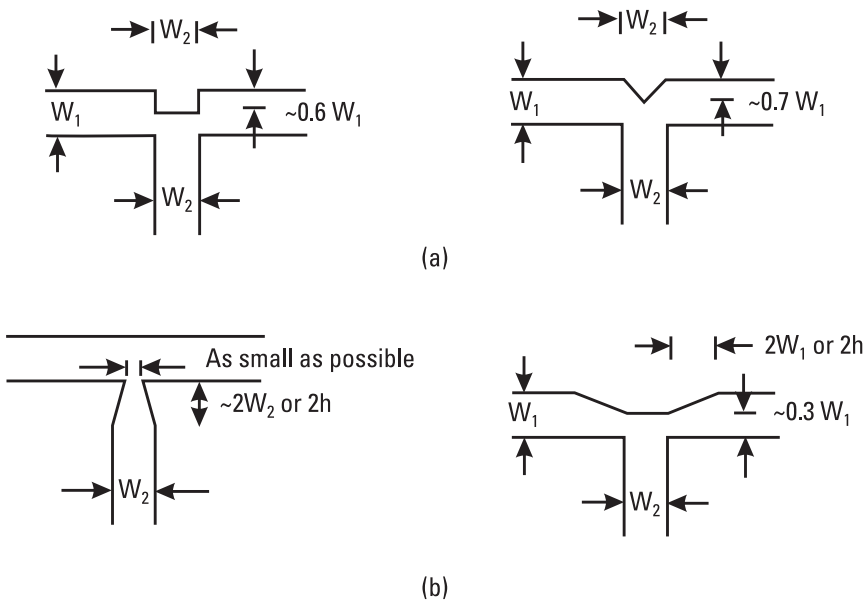 W₂
W₁
~0.6 W₁
W₂
W₂
W₁
~0.7 W₁
W₂
(a)
As small as possible
~2W₂ or 2h
W₂
2W₁ or 2h
W₁
~0.3 W₁
W₂
(b)